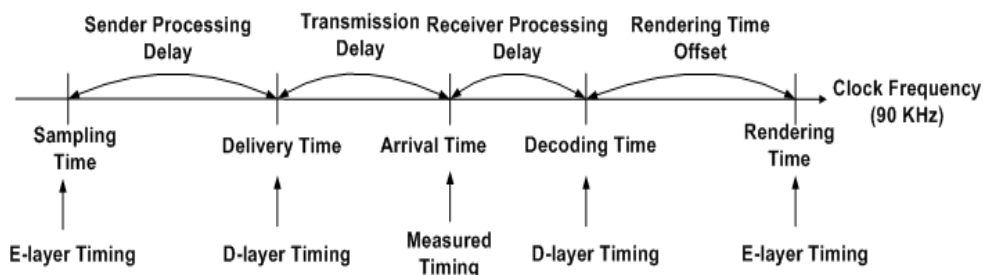 Sender Processing Delay
Transmission Delay
Receiver Processing Delay
Rendering Time Offset
Clock Frequency (90 KHz)
Sampling Time
Delivery Time
Arrival Time
Decoding Time
Rendering Time
E-layer Timing
D-layer Timing
Measured Timing
D-layer Timing
E-layer Timing